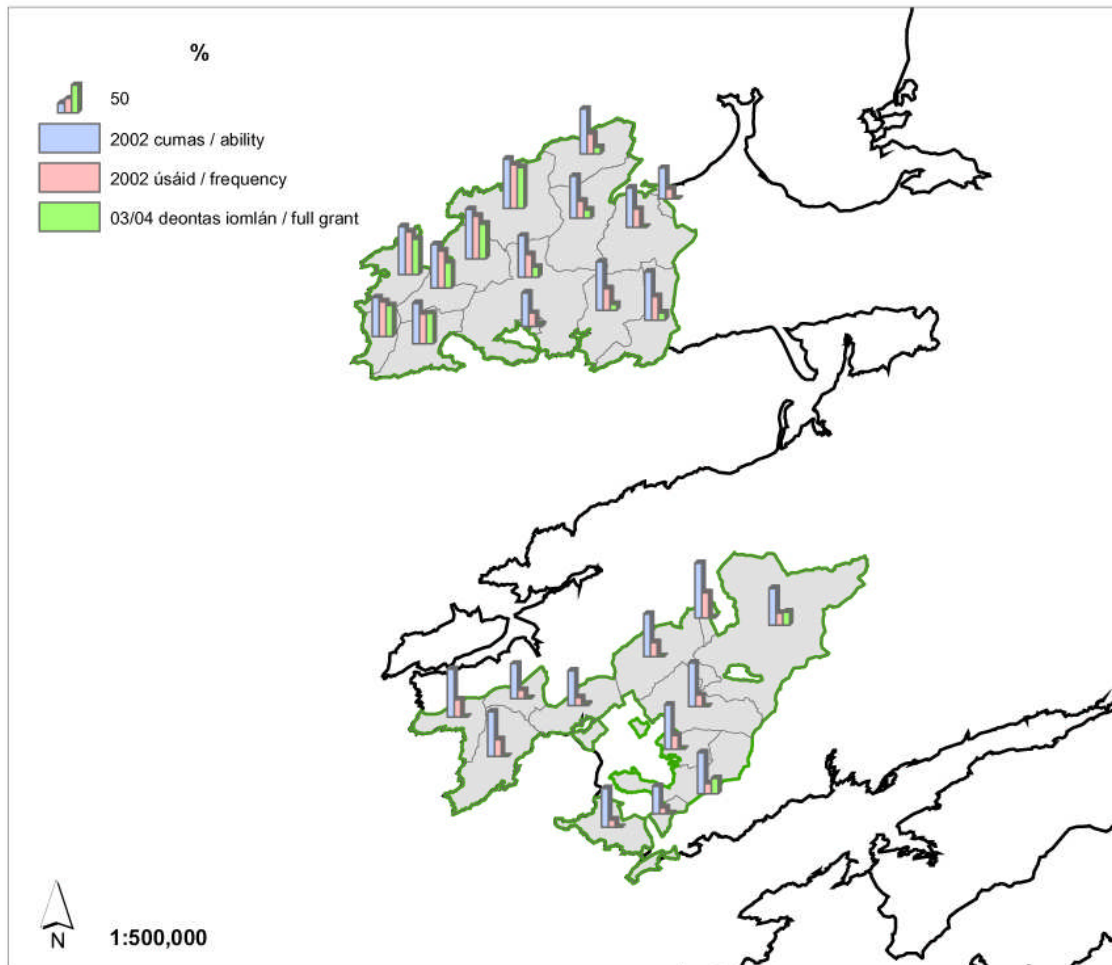 %
50
2002 cumas / ability
2002 úsáid / frequency
03/04 deontas iomlán / full grant
N
1:500,000